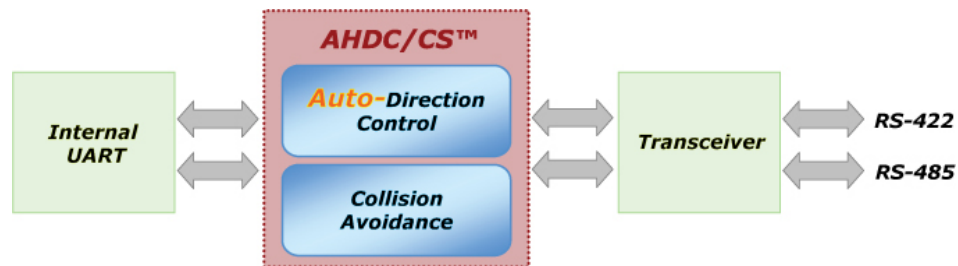 AHDC/CS™
Internal
UART
Auto-Direction
Control
Collision
Avoidance
Transceiver
RS-422
RS-485